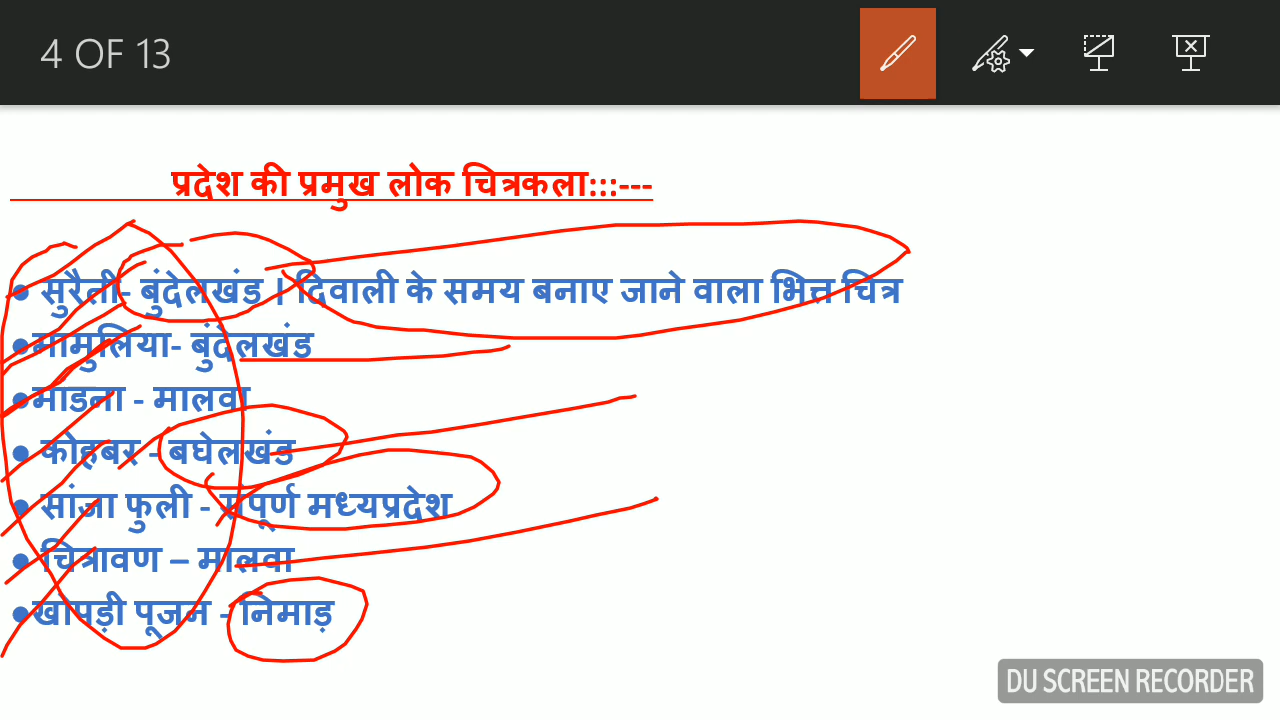 4 OF 13
प्रदेश की प्रमुख लोक चित्रकला:::---
● सुरैती- बुंदेलखंड । दिवाली के समय बनाए जाने वाला भित्त चित्र
●मामुलिया- बुंदेलखंड
●माडना - मालवा
● कोहबर - बघेलखंड
● सांजा फुली - संपूर्ण मध्यप्रदेश
● चित्रावण – मालवा
●खोपड़ी पूजन - निमाड़
DU SCREEN RECORDER